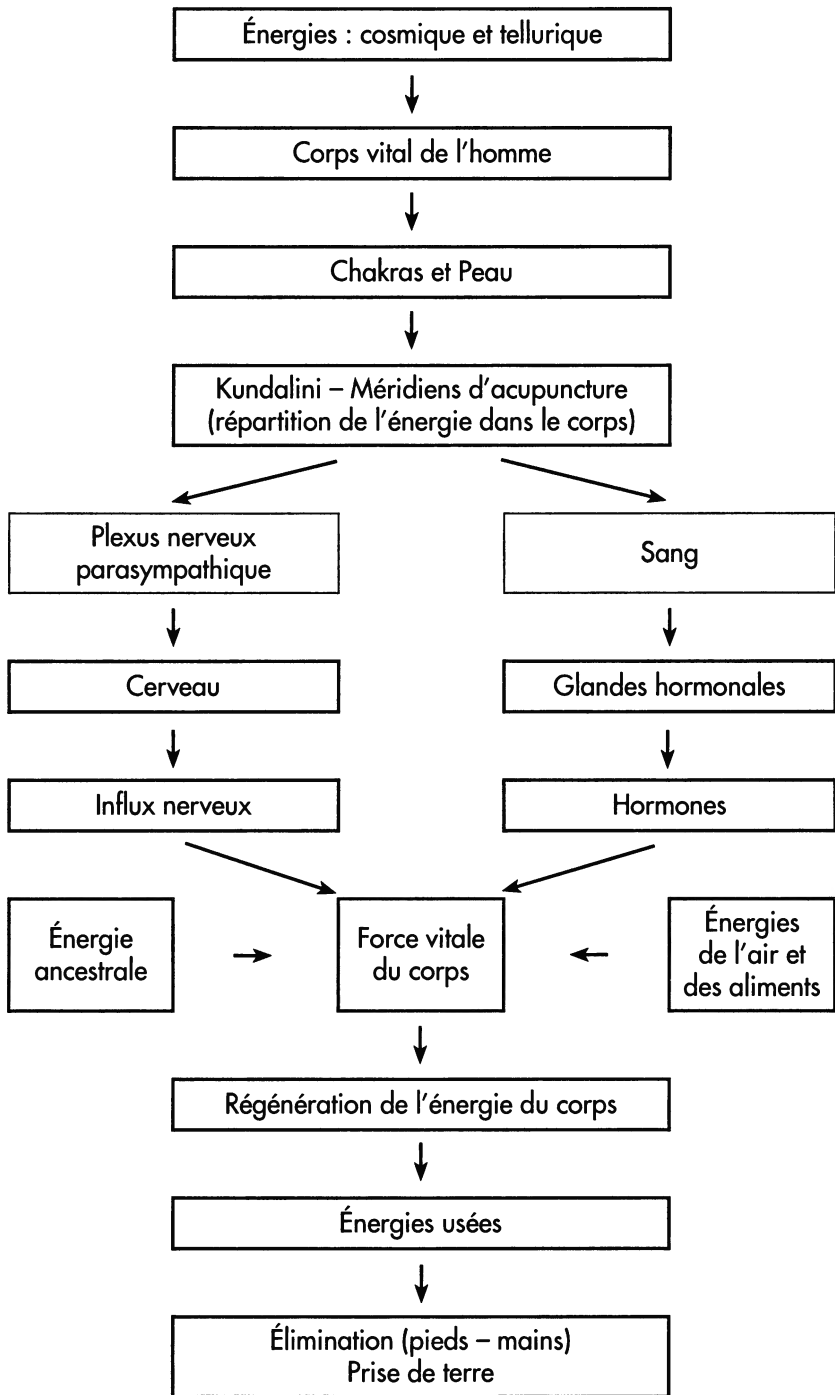 Énergies : cosmique et tellurique
Corps vital de l'homme
Chakras et Peau
Kundalini – Méridiens d'acupuncture
(répartition de l'énergie dans le corps)
Plexus nerveux
parasympathique
Sang
Cerveau
Glandes hormonales
Influx nerveux
Hormones
Énergie
ancestrale
Force vitale
du corps
Énergies
de l'air et
des aliments
Régénération de l'énergie du corps
Énergies usées
Élimination (pieds – mains)
Prise de terre